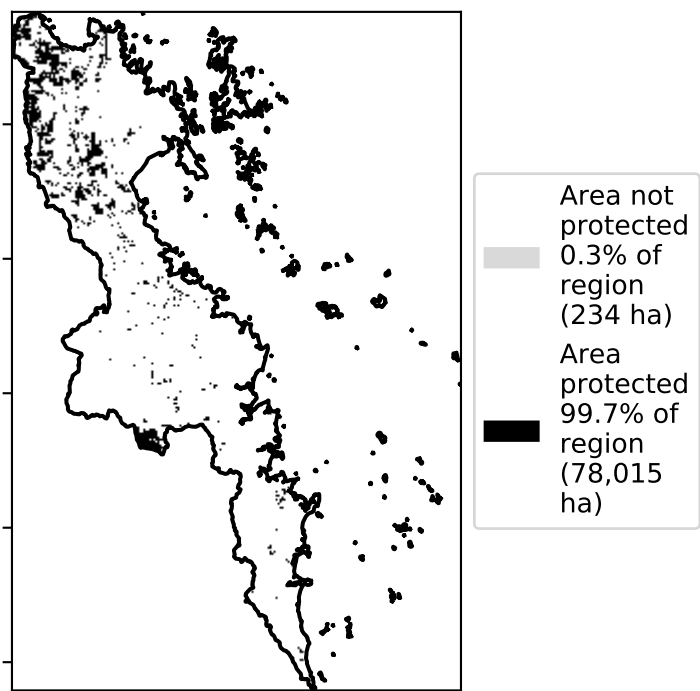 Area not
protected
0.3% of
region
(234 ha)
Area
protected
99.7% of
region
(78,015
ha)